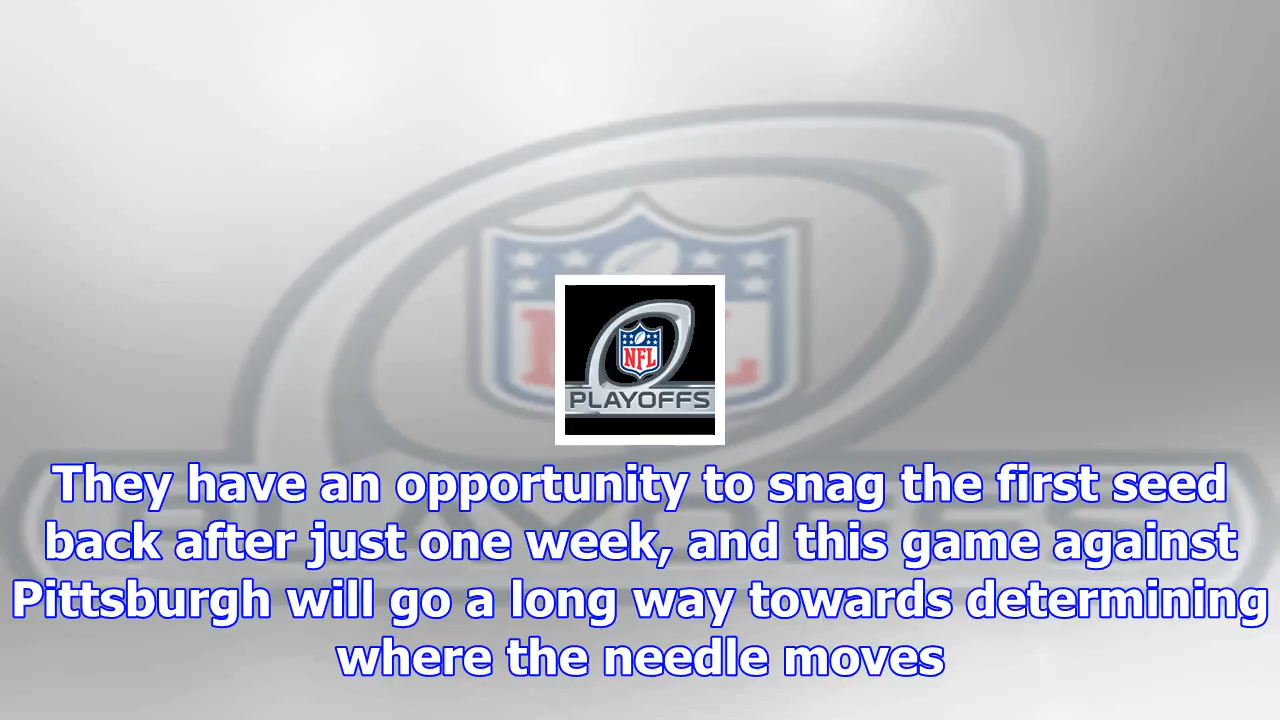 NFL
PLAYOFFS
They have an opportunity to snag the first seed
back after just one week, and this game against
Pittsburgh will go a long way towards determining
where the needle moves